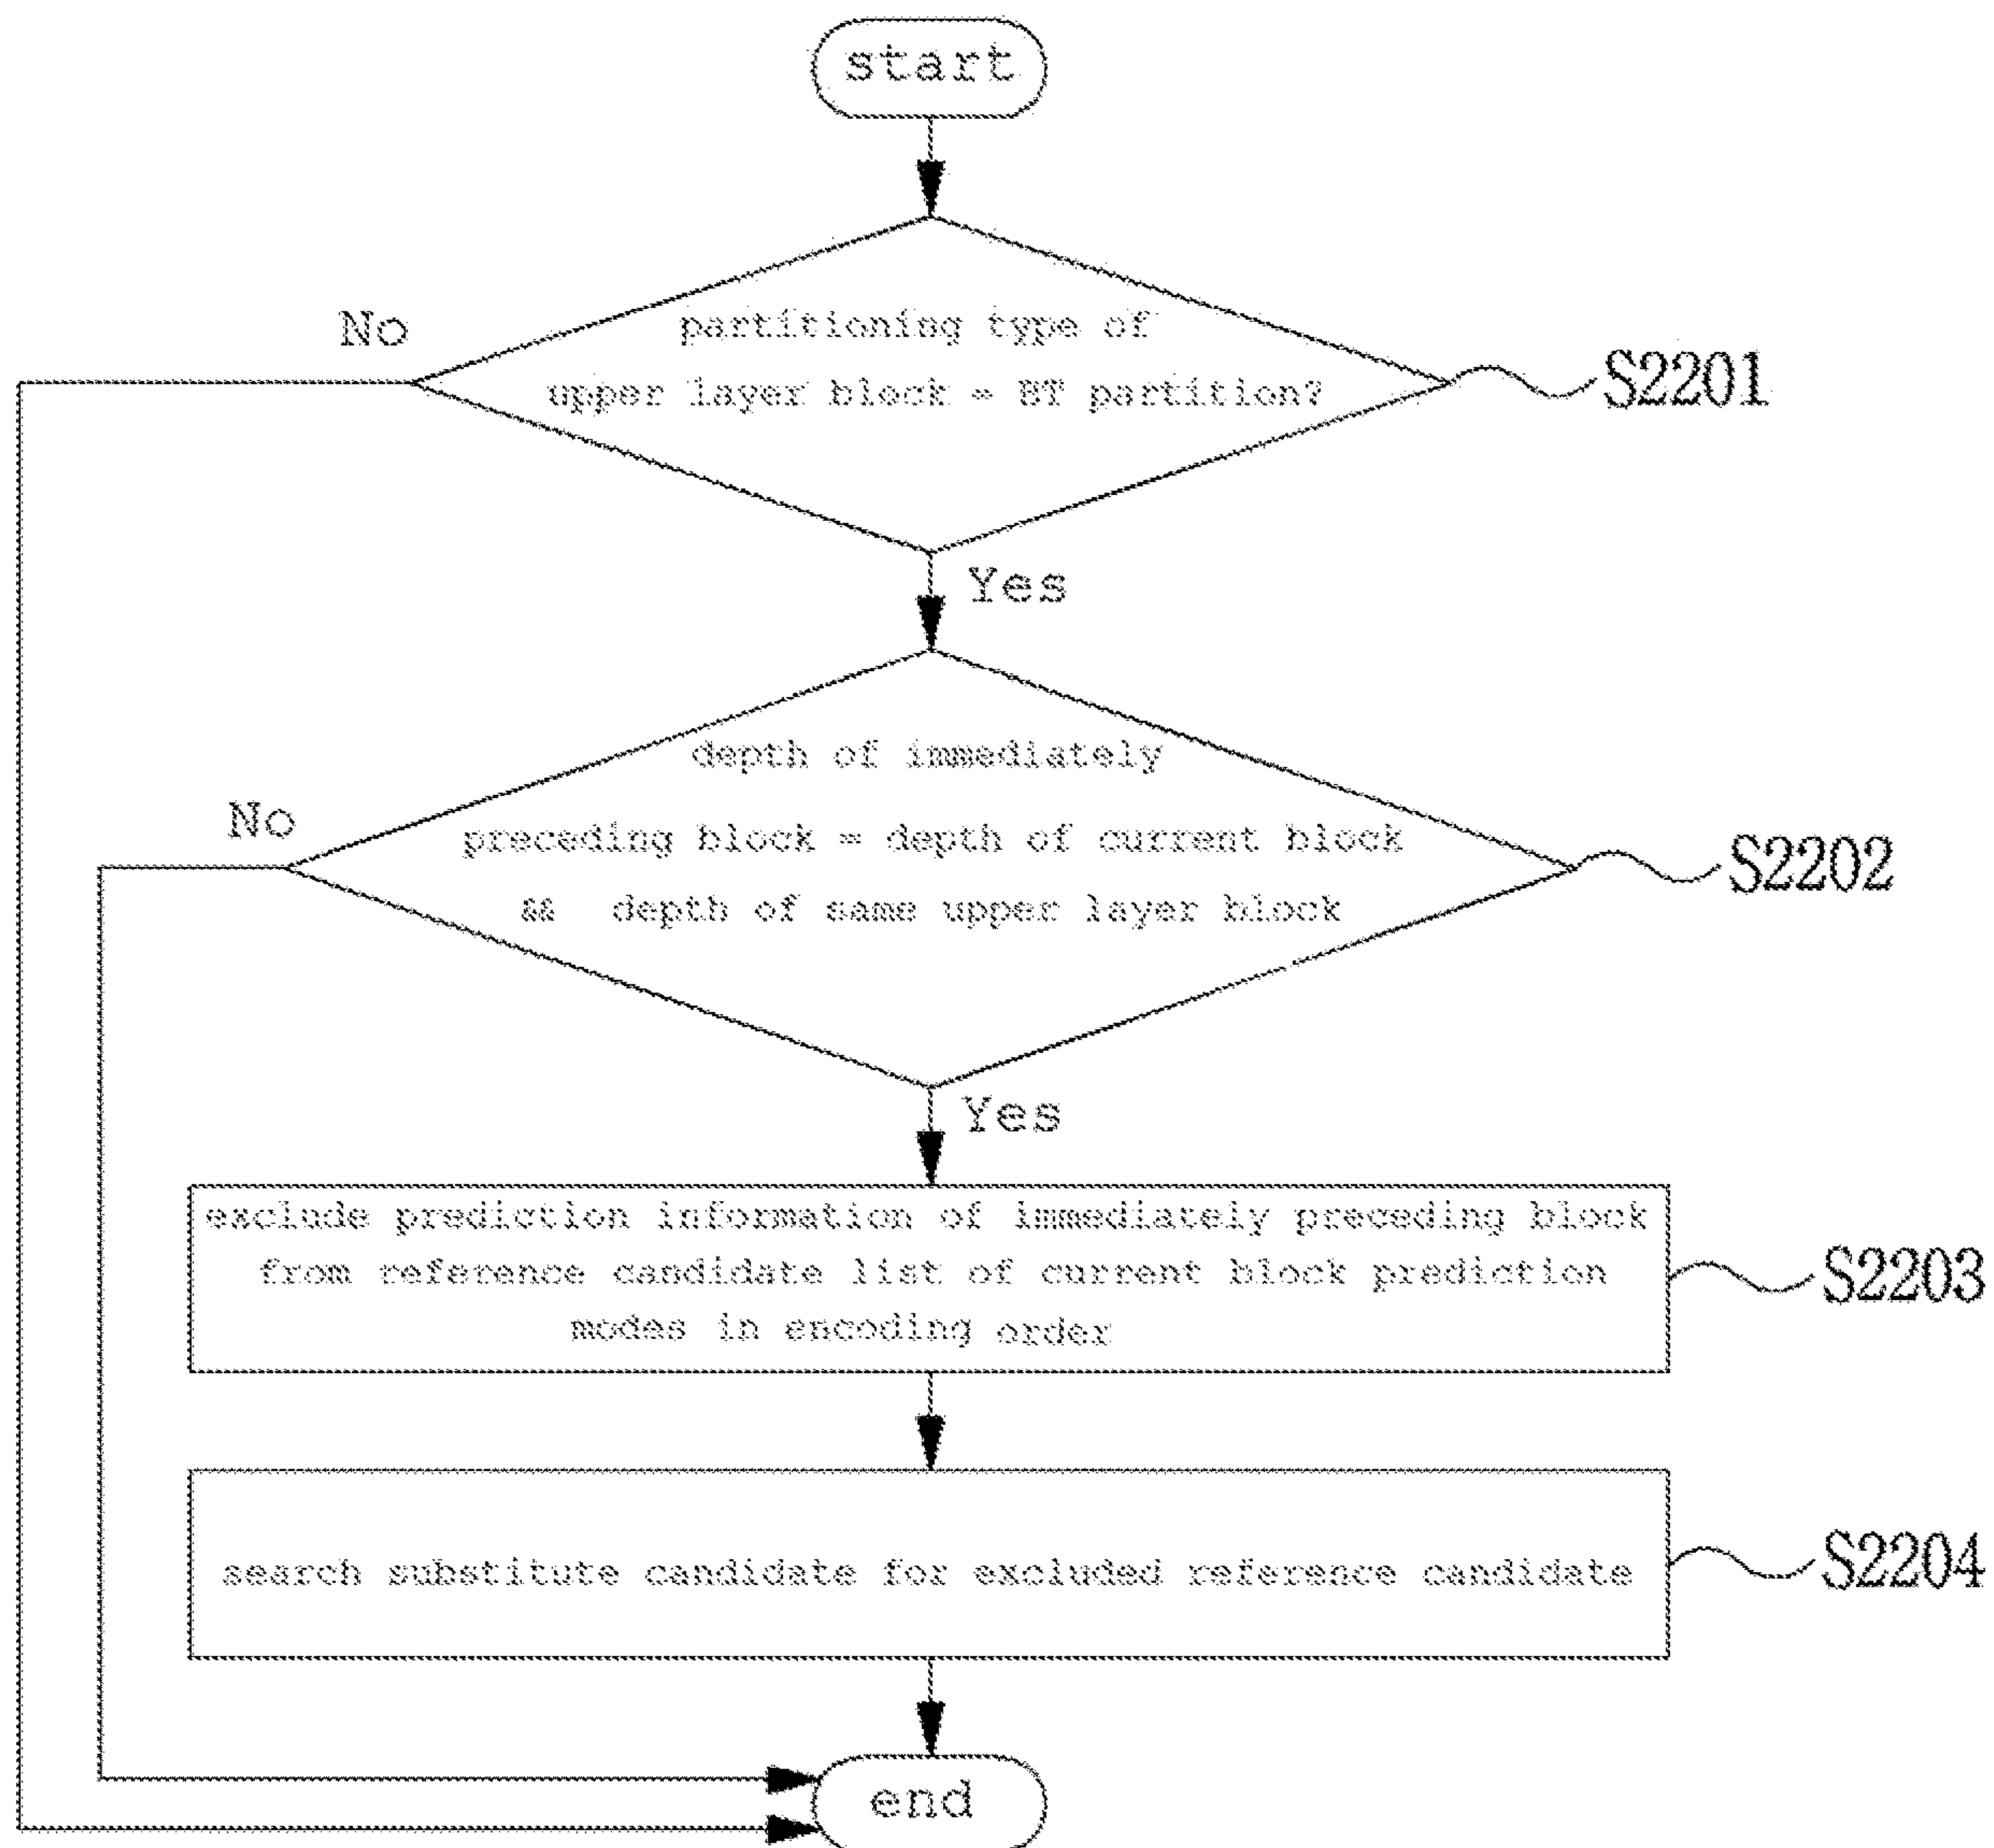 start
No
partitioning type of
upper layer block = BT partition?
S2201
Yes
depth of immediately
No
preceding block = depth of current block
S2202
&& depth of same upper layer block
Yes
exclude prediction information of immediately preceding block
from reference candidate list of current block prediction
modes in encoding order
S2203
search substitute candidate for excluded reference candidate
S2204
end